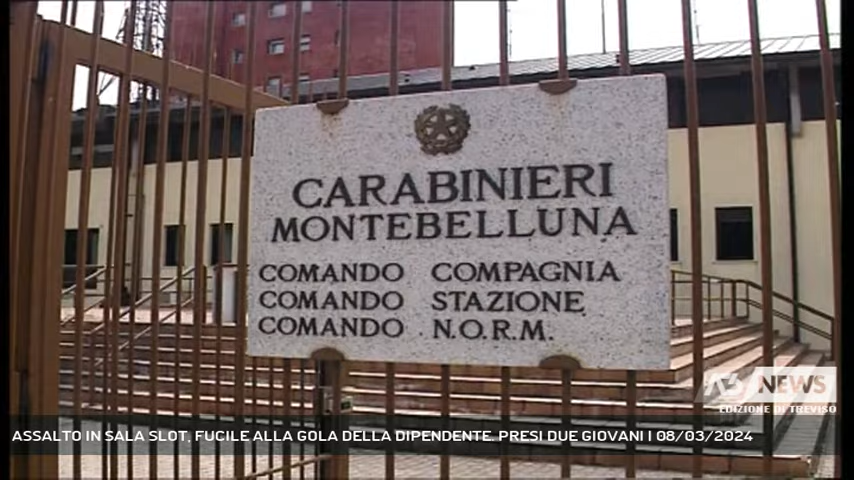 CARABINIERI
MONTEBELLUNA
COMANDO COMPAGNIA
COMANDO STAZIONE
COMANDO N.O.R.M.
A3 NEWS
EDIZIONE DI TREVISO
ASSALTO IN SALA SLOT, FUCILE ALLA GOLA DELLA DIPENDENTE. PRESI DUE GIOVANI | 08/03/2024